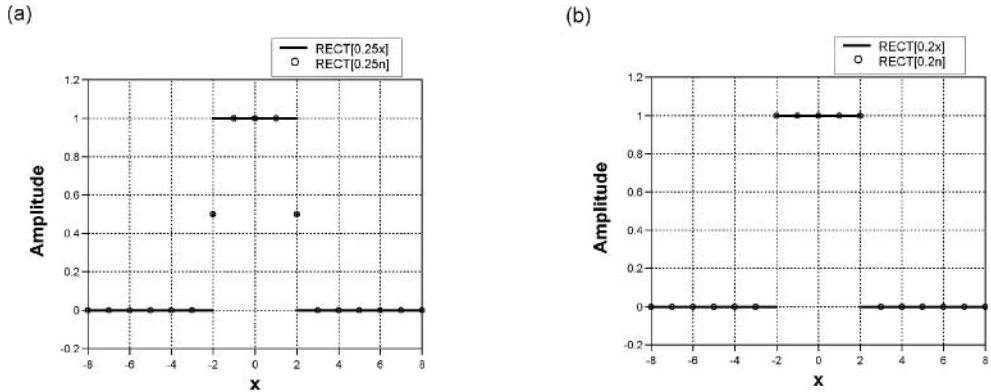 (a)
RECT[0.25x]
RECT[0.25n]
1.2
1
0.8
0.6
0.4
0.2
0
-0.2
Amplitude
-8 -6 -4 -2 0 2 4 6 8
x
(b)
RECT[0.2x]
RECT[0.2n]
1.2
1
0.8
0.6
0.4
0.2
0
-0.2
Amplitude
-8 -6 -4 -2 0 2 4 6 8
x